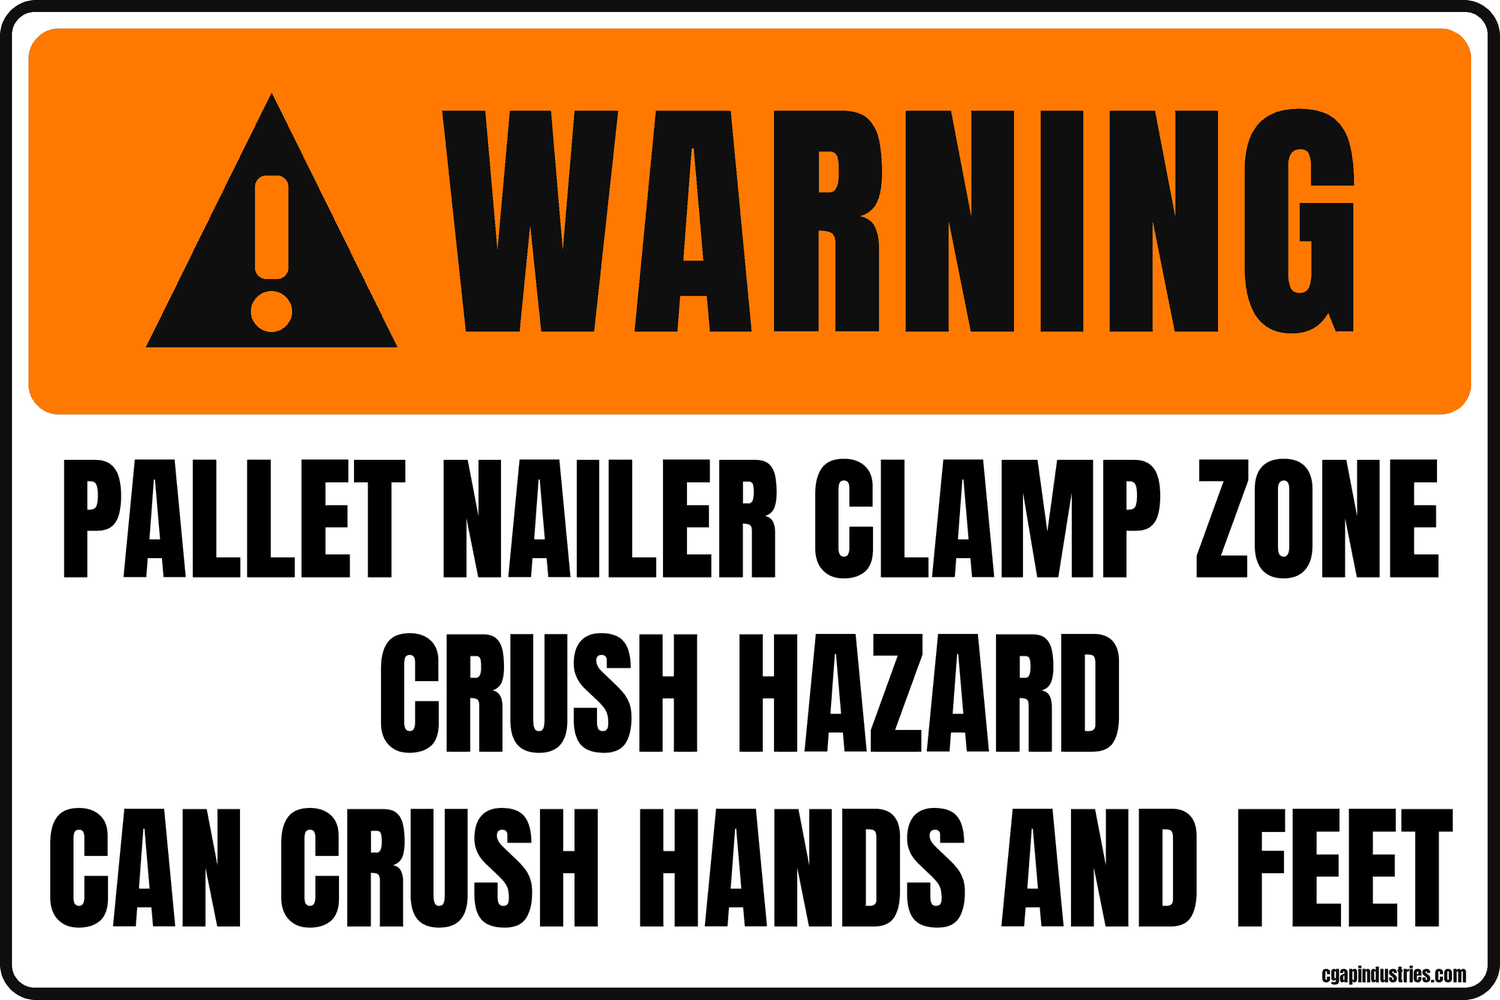 WARNING
PALLET NAILER CLAMP ZONE
CRUSH HAZARD
CAN CRUSH HANDS AND FEET
cgapindustries.com